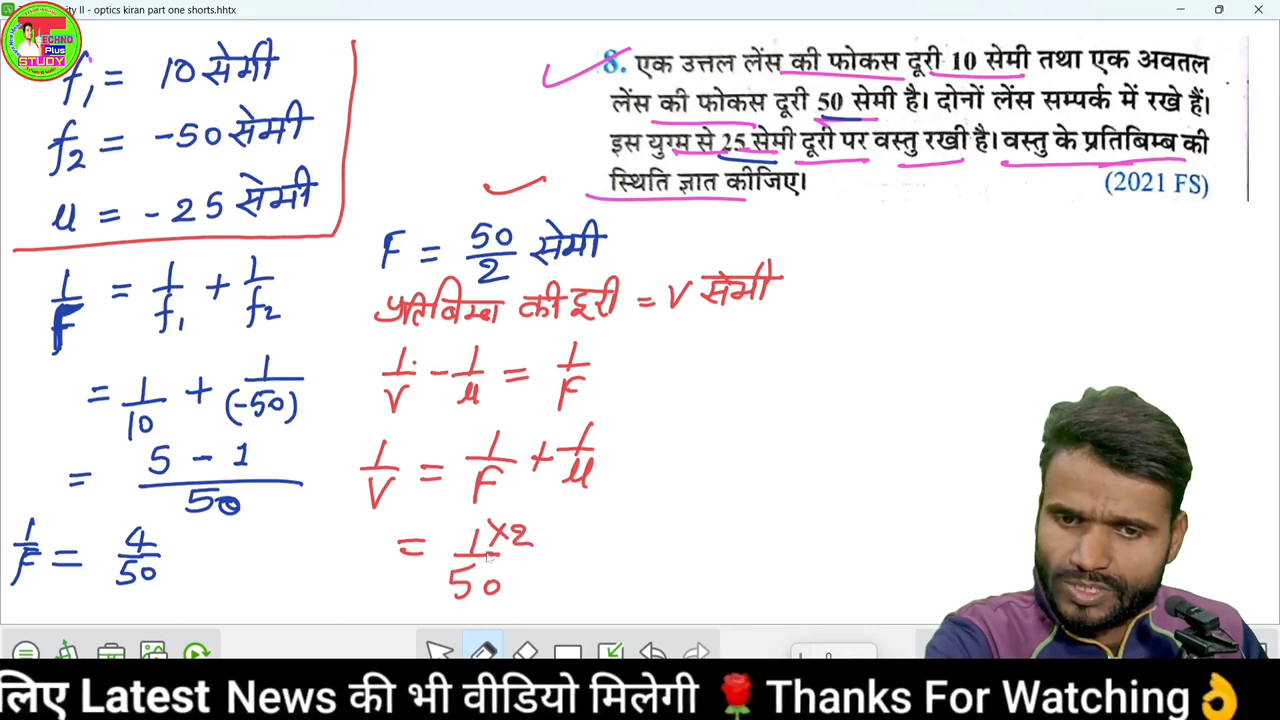 ity II - optics kiran part one shorts.hhtx
TECHNO
Plus
STUDY
f₁ = 10 सेमी
f₂ = -50 सेमी
u = -25 सेमी
1/F = 1/f₁ + 1/f₂
= 1/10 + 1/(-50)
= 5 - 1/50
1/F = 4/50
8. एक उत्तल लेंस की फोकस दूरी 10 सेमी तथा एक अवतल
लेंस की फोकस दूरी 50 सेमी है। दोनों लेंस सम्पर्क में रखे हैं।
इस युग्म से 25 सेमी दूरी पर वस्तु रखी है। वस्तु के प्रतिबिम्ब की
स्थिति ज्ञात कीजिए। (2021 FS)
F = 50/2 सेमी
प्रतिबिम्ब की दूरी = v सेमी
1/v - 1/u = 1/F
1/v = 1/F + 1/u
= 1×2/50
लिए Latest News की भी वीडियो मिलेगी 🌹 Thanks For Watching👌